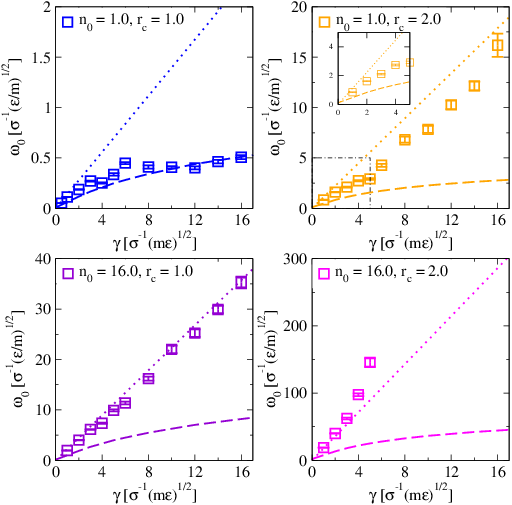 n₀ = 1.0, r_c = 1.0
ω₀ [σ⁻¹(ε/m)^1/2]
2
1.5
1
0.5
0
0 4 8 12 16
γ [σ⁻¹(mε)^1/2]
n₀ = 1.0, r_c = 2.0
ω₀ [σ⁻¹(ε/m)^1/2]
20
15
10
5
0
4
2
0
0 2 4
0 4 8 12 16
γ [σ⁻¹(mε)^1/2]
n₀ = 16.0, r_c = 1.0
ω₀ [σ⁻¹(ε/m)^1/2]
40
30
20
10
0
0 4 8 12 16
γ [σ⁻¹(mε)^1/2]
n₀ = 16.0, r_c = 2.0
ω₀ [σ⁻¹(ε/m)^1/2]
300
200
100
0
0 4 8 12 16
γ [σ⁻¹(mε)^1/2]